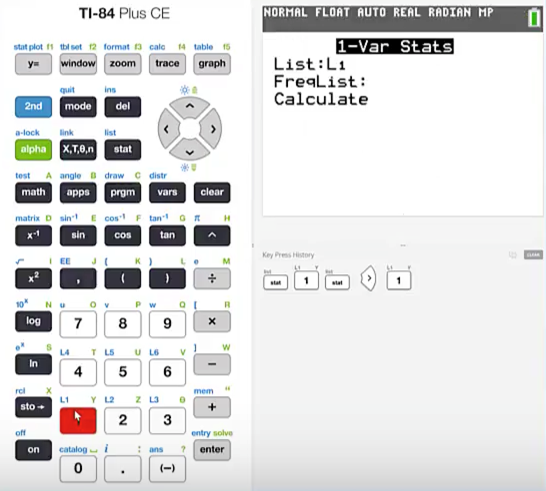 TI-84 Plus CE
stat plot f1 tbl set f2 format f3 calc f4 table f5
y= window zoom trace graph
quit ins
2nd mode del
a-lock link list
alpha X,T,θ,n stat
test A angle B draw C distr
math apps prgm vars clear
matrix D sin⁻¹ E cos⁻¹ F tan⁻¹ G π H
x⁻¹ sin cos tan ^
√ I EE J { K } L e M
x² , ( ) ÷
10ˣ N u O v P w Q [ R
log 7 8 9 ×
eˣ S L4 T L5 U L6 V ] W
ln 4 5 6 −
rcl X L1 Y L2 Z L3 θ mem "
sto→ 2 3 +
off catalog ⎵ i : ans ? entry solve
on 0 . (−) enter
NORMAL FLOAT AUTO REAL RADIAN MP
1-Var Stats
List:L₁
FreqList:
Calculate
Key Press History
CLEAR
list L1 Y list L1 Y
stat 1 stat > 1